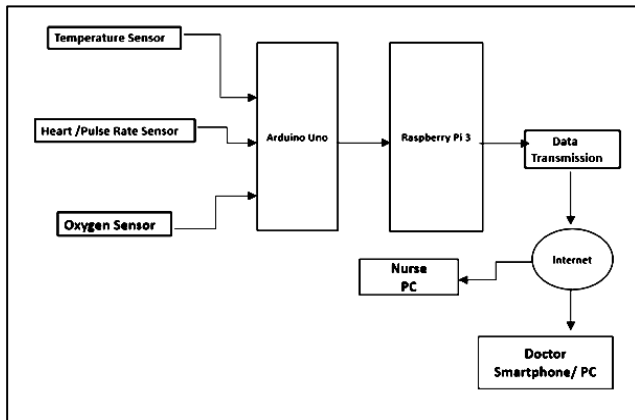 Temperature Sensor
Heart /Pulse Rate Sensor
Oxygen Sensor
Arduino Uno
Raspberry Pi 3
Data
Transmission
Internet
Nurse
PC
Doctor
Smartphone/ PC